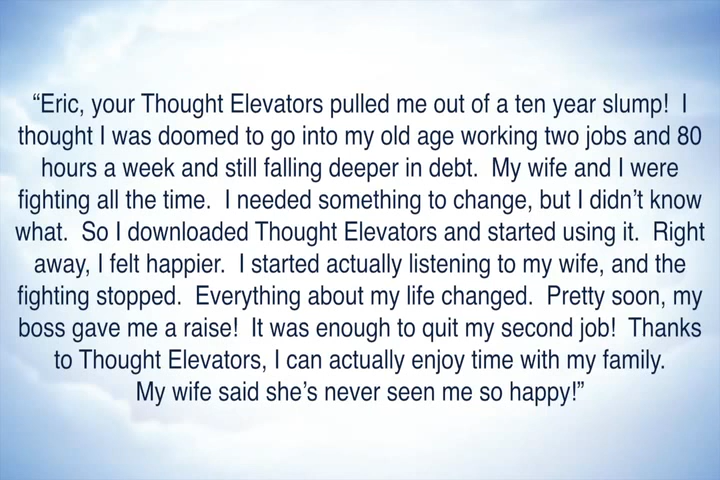 “Eric, your Thought Elevators pulled me out of a ten year slump!  I
thought I was doomed to go into my old age working two jobs and 80
hours a week and still falling deeper in debt.  My wife and I were
fighting all the time.  I needed something to change, but I didn’t know
what.  So I downloaded Thought Elevators and started using it.  Right
away, I felt happier.  I started actually listening to my wife, and the
fighting stopped.  Everything about my life changed.  Pretty soon, my
boss gave me a raise!  It was enough to quit my second job!  Thanks
to Thought Elevators, I can actually enjoy time with my family.
My wife said she’s never seen me so happy!”